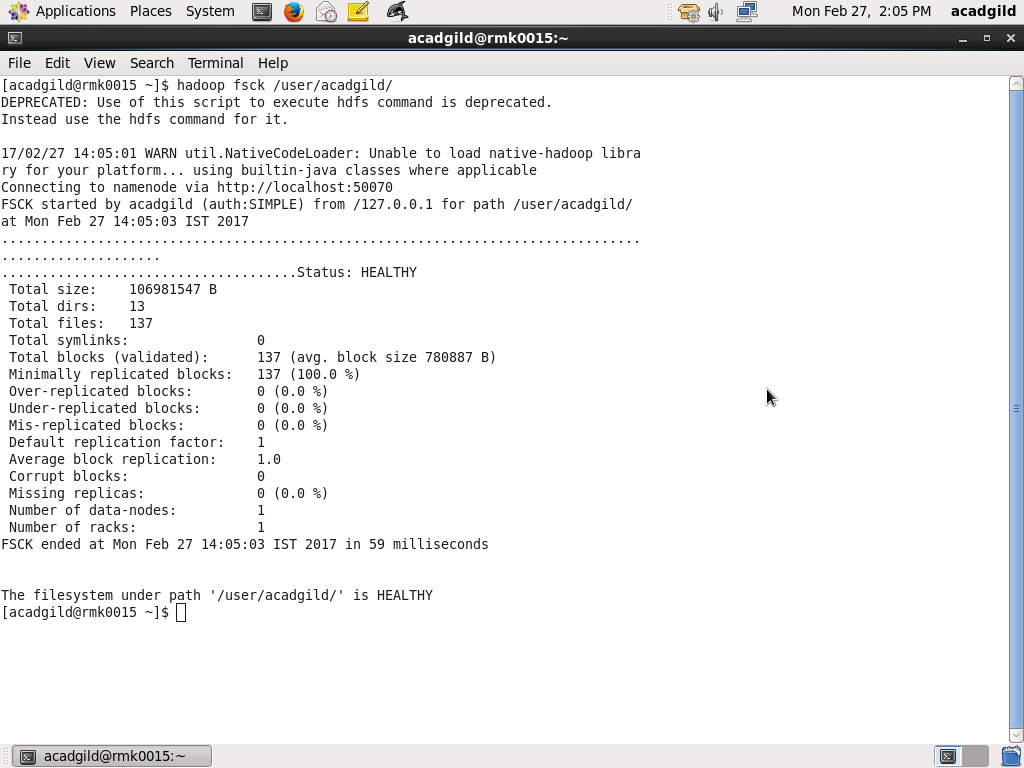 Applications Places System Mon Feb 27, 2:05 PM acadgild
acadgild@rmk0015:~
File Edit View Search Terminal Help
[acadgild@rmk0015 ~]$ hadoop fsck /user/acadgild/
DEPRECATED: Use of this script to execute hdfs command is deprecated.
Instead use the hdfs command for it.
17/02/27 14:05:01 WARN util.NativeCodeLoader: Unable to load native-hadoop libra
ry for your platform... using builtin-java classes where applicable
Connecting to namenode via http://localhost:50070
FSCK started by acadgild (auth:SIMPLE) from /127.0.0.1 for path /user/acadgild/
at Mon Feb 27 14:05:03 IST 2017
................................................................................
....................
.....................................Status: HEALTHY
Total size: 106981547 B
Total dirs: 13
Total files: 137
Total symlinks: 0
Total blocks (validated): 137 (avg. block size 780887 B)
Minimally replicated blocks: 137 (100.0 %)
Over-replicated blocks: 0 (0.0 %)
Under-replicated blocks: 0 (0.0 %)
Mis-replicated blocks: 0 (0.0 %)
Default replication factor: 1
Average block replication: 1.0
Corrupt blocks: 0
Missing replicas: 0 (0.0 %)
Number of data-nodes: 1
Number of racks: 1
FSCK ended at Mon Feb 27 14:05:03 IST 2017 in 59 milliseconds
The filesystem under path '/user/acadgild/' is HEALTHY
[acadgild@rmk0015 ~]$
acadgild@rmk0015:~